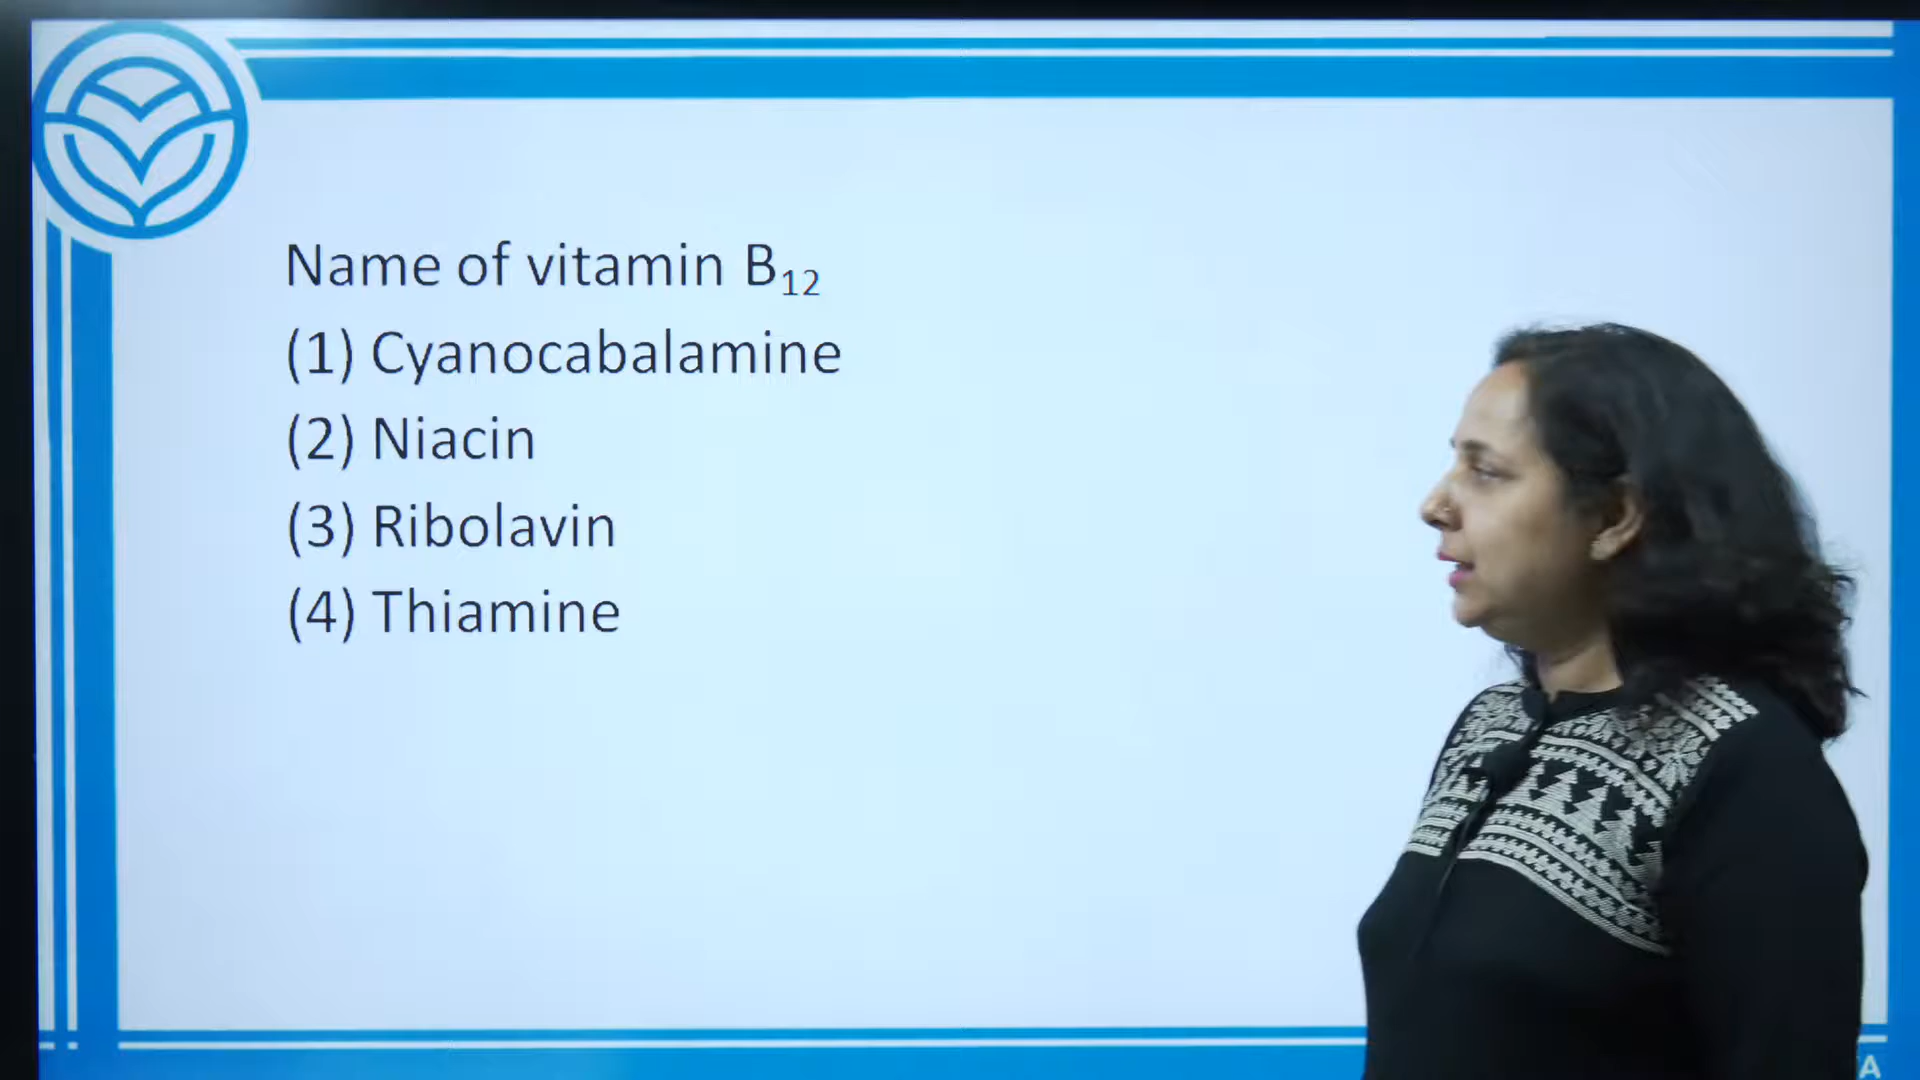 Name of vitamin B₁₂
(1) Cyanocabalamine
(2) Niacin
(3) Ribolavin
(4) Thiamine
A